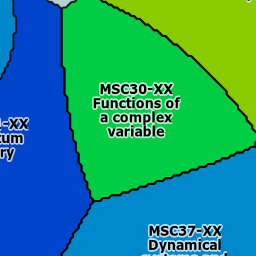 MSC30-XX
Functions of
a complex
variable
-XX
tum
ry
MSC37-XX
Dynamical